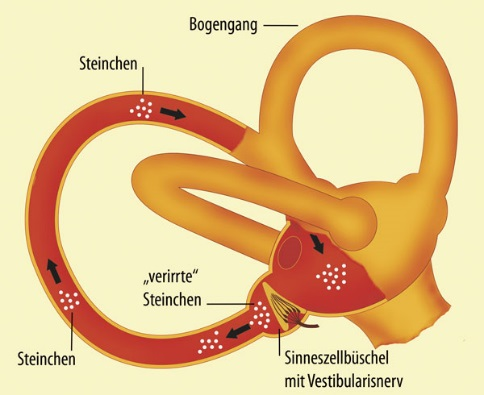 Bogengang
Steinchen
„verirrte“
Steinchen
Steinchen
Sinneszellbüschel
mit Vestibularisnerv